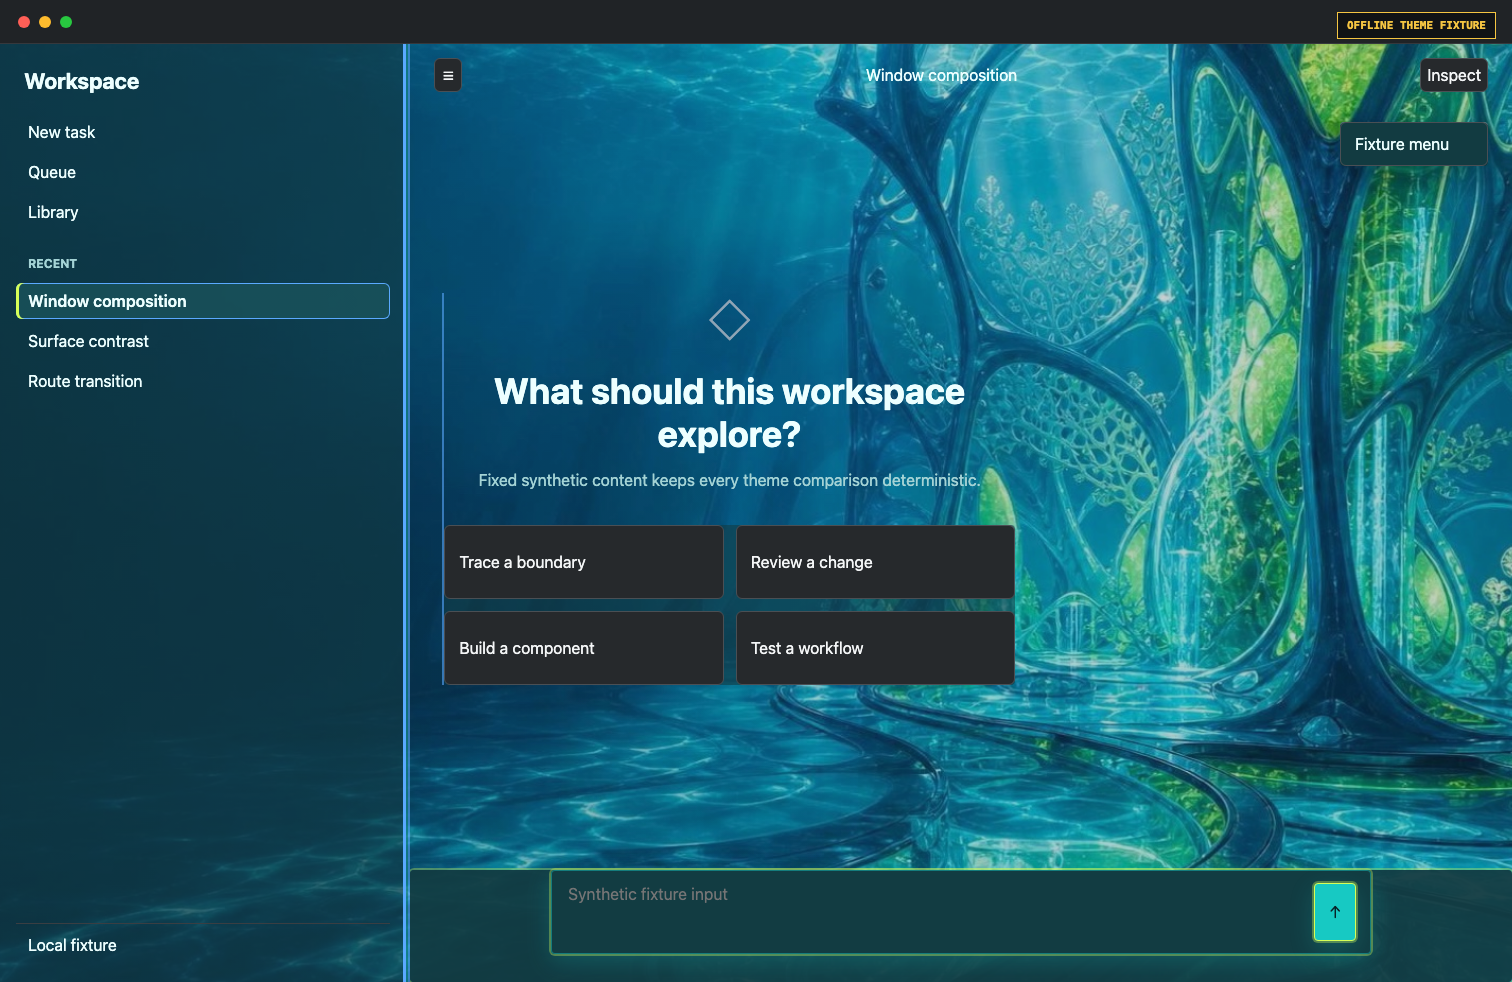 OFFLINE THEME FIXTURE
Workspace
New task
Queue
Library
RECENT
Window composition
Surface contrast
Route transition
Local fixture
Window composition
Inspect
Fixture menu
What should this workspace
explore?
Fixed synthetic content keeps every theme comparison deterministic.
Trace a boundary
Review a change
Build a component
Test a workflow
Synthetic fixture input